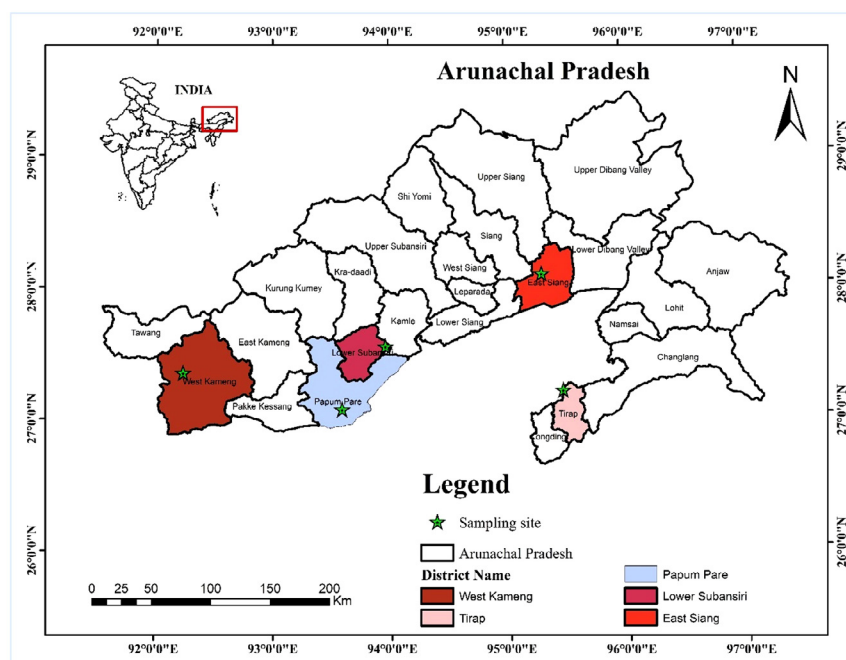 92°0'0"E 93°0'0"E 94°0'0"E 95°0'0"E 96°0'0"E 97°0'0"E
Arunachal Pradesh
N
INDIA
29°0'0"N
29°0'0"N
Upper Siang
Upper Dibang Valley
Shi Yomi
Siang
Upper Subansiri
Lower Dibang Valley
West Siang
Kra-daadi
East Siang
Anjaw
28°0'0"N
28°0'0"N
Kurung Kumey
Leparada
Kamle
Lohit
Lower Siang
Namsai
Tawang
East Kameng
Lower Subansi
Changlang
West Kameng
27°0'0"N
27°0'0"N
Pakke Kessang
Papum Pare
Tirap
Longding
Legend
Sampling site
26°0'0"N
26°0'0"N
Arunachal Pradesh
District Name
Papum Pare
West Kameng
Lower Subansiri
Tirap
East Siang
0 25 50 100 150 200
Km
92°0'0"E 93°0'0"E 94°0'0"E 95°0'0"E 96°0'0"E 97°0'0"E